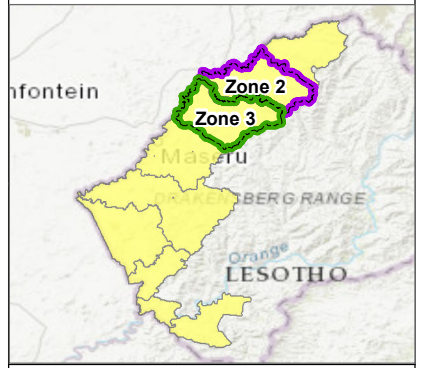 Zone 2
nfontein
Zone 3
Maseru
DRAKENSBERG RANGE
Orange
LESOTHO